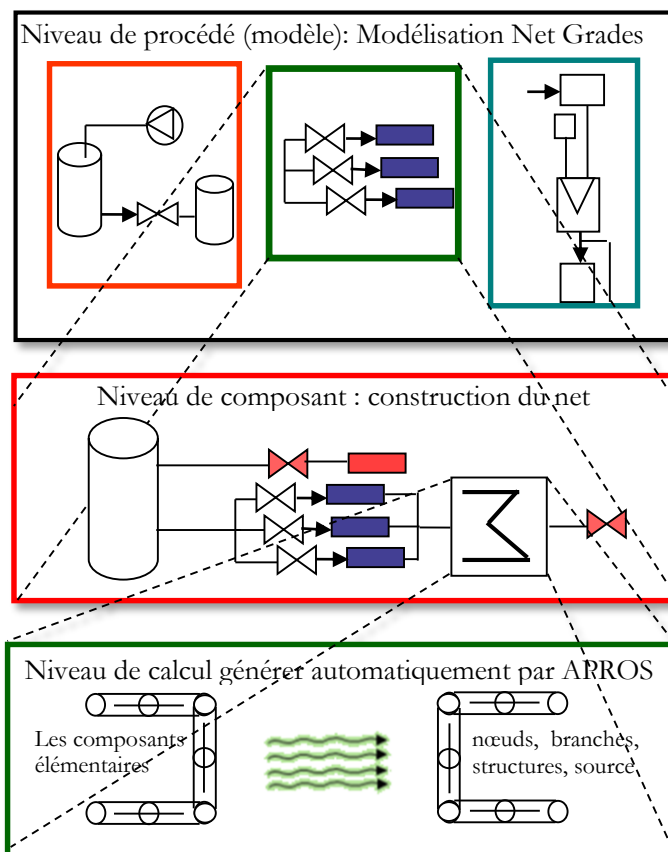 Niveau de procédé (modèle): Modélisation Net Grades
Niveau de composant : construction du net
Niveau de calcul générer automatiquement par APROS
Les composants
élémentaires
nœuds, branches,
structures, source